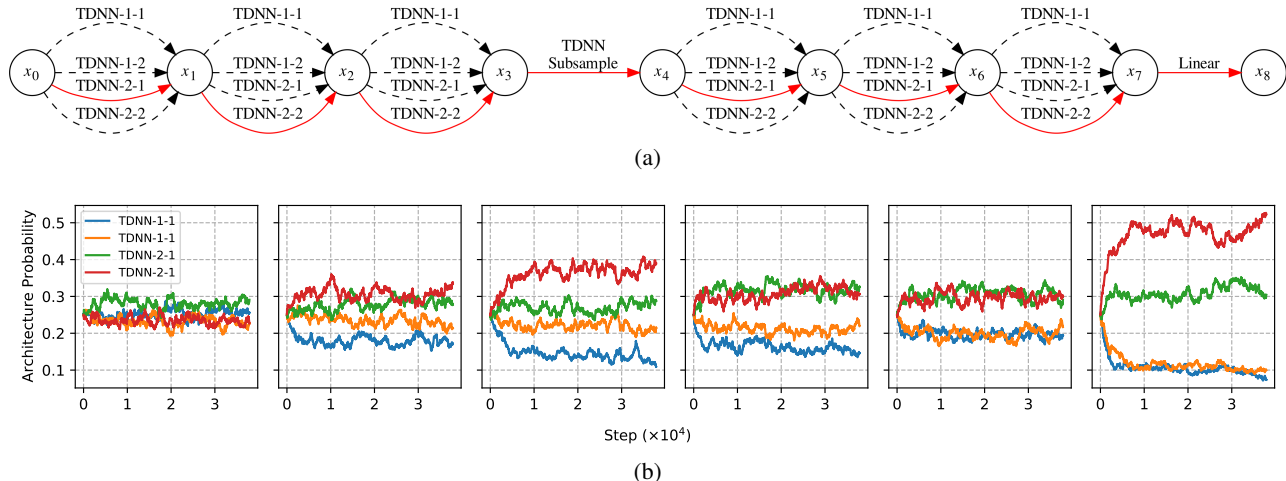 TDNN-1-1 TDNN-1-1 TDNN-1-1 TDNN-1-1 TDNN-1-1 TDNN-1-1
x0 TDNN-1-2 x1 TDNN-1-2 x2 TDNN-1-2 x3 TDNN Subsample x4 TDNN-1-2 x5 TDNN-1-2 x6 TDNN-1-2 x7 Linear x8
TDNN-2-1 TDNN-2-1 TDNN-2-1 TDNN-2-1 TDNN-2-1 TDNN-2-1
TDNN-2-2 TDNN-2-2 TDNN-2-2 TDNN-2-2 TDNN-2-2 TDNN-2-2
(a)
Architecture Probability
0.5
0.4
0.3
0.2
0.1
TDNN-1-1
TDNN-1-1
TDNN-2-1
TDNN-2-1
0 1 2 3 0 1 2 3 0 1 2 3 0 1 2 3 0 1 2 3 0 1 2 3
Step (×10⁴)
(b)